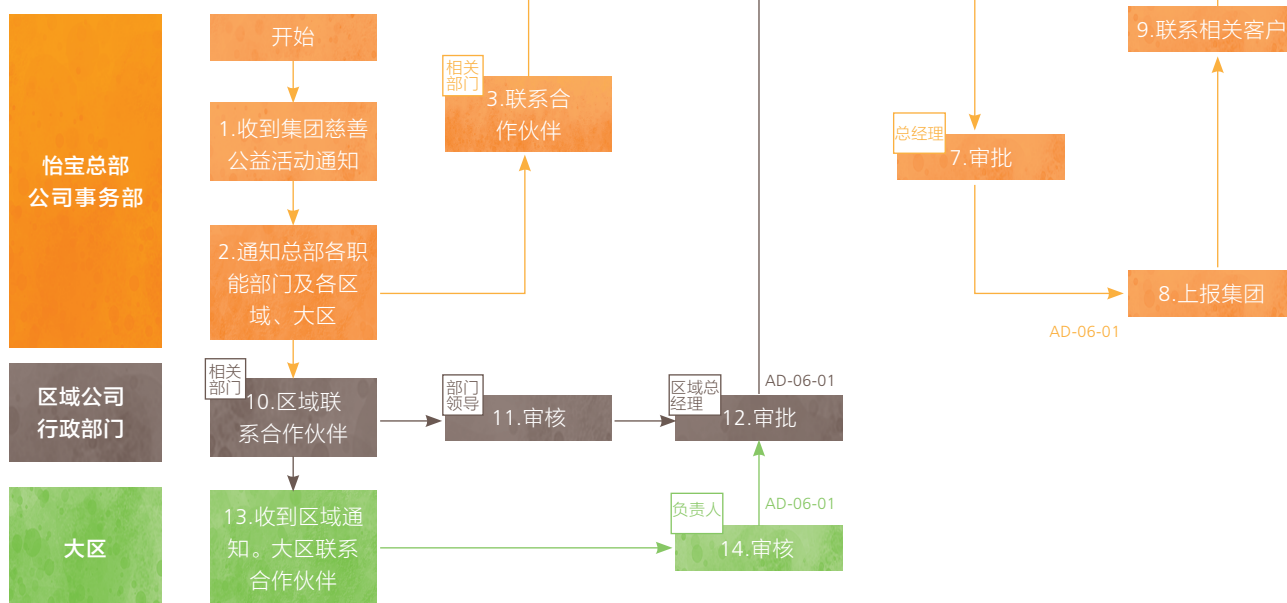 怡宝总部
公司事务部
开始
1.收到集团慈善
公益活动通知
2.通知总部各职
能部门及各区
域、大区
相关
部门
3.联系合
作伙伴
总经理
7.审批
8.上报集团
AD-06-01
9.联系相关客户
区域公司
行政部门
相关
部门
10.区域联
系合作伙伴
部门
领导
11.审核
区域总
经理
12.审批
AD-06-01
大区
13.收到区域通
知。大区联系
合作伙伴
负责人
14.审核
AD-06-01